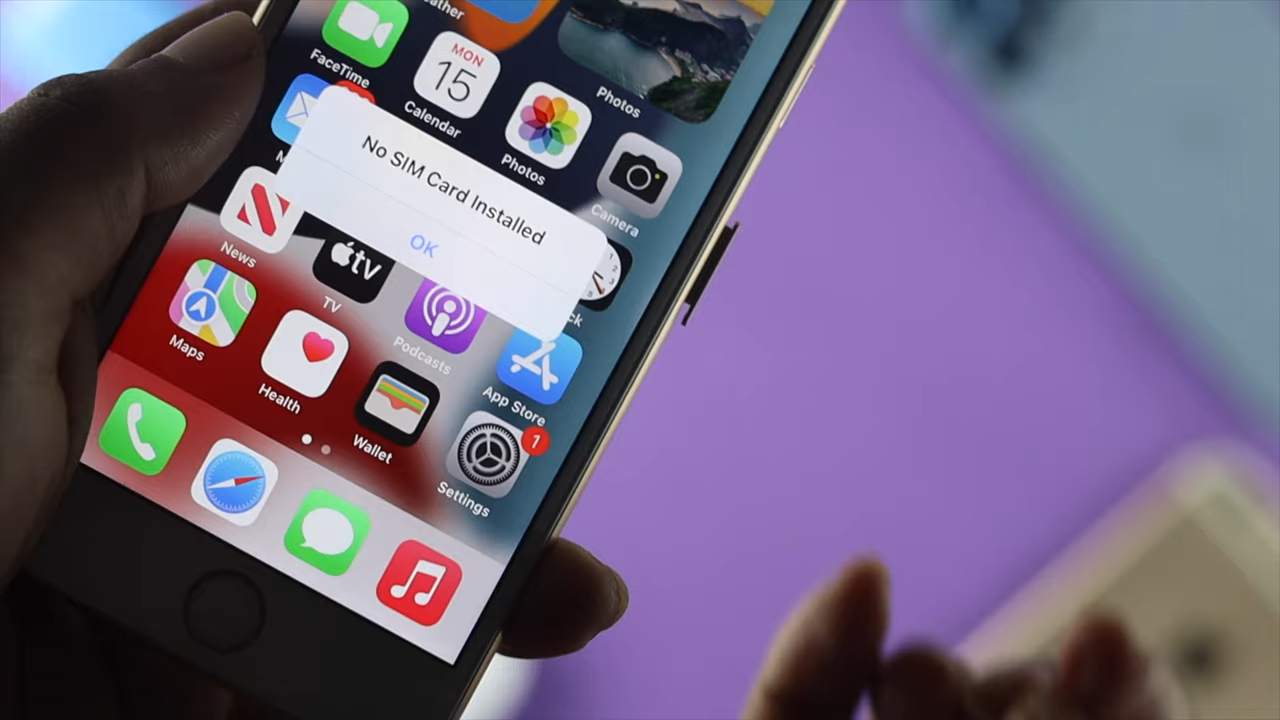 FaceTime
MON
15
Calendar
Photos
Photos
Camera
No SIM Card Installed
OK
News
tv
TV
Podcasts
App Store
Maps
Health
Wallet
1
Settings